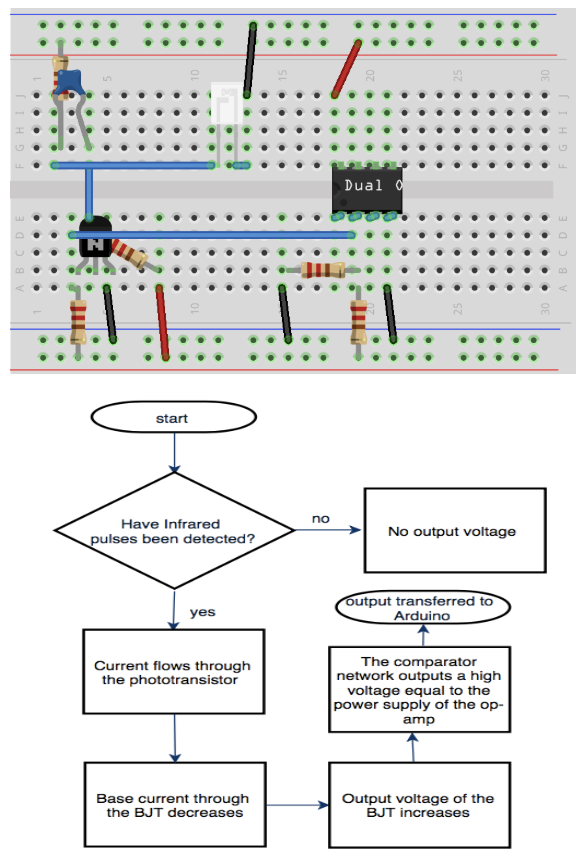 1 5 10 15 20 25 30
J
I
H
G
F
Dual
E
D
C
B
A
N
1 5 10 15 20 25 30
start
Have Infrared
pulses been detected?
no
No output voltage
yes
output transferred to
Arduino
Current flows through
the phototransistor
The comparator
network outputs a high
voltage equal to the
power supply of the op-
amp
Base current through
the BJT decreases
Output voltage of the
BJT increases